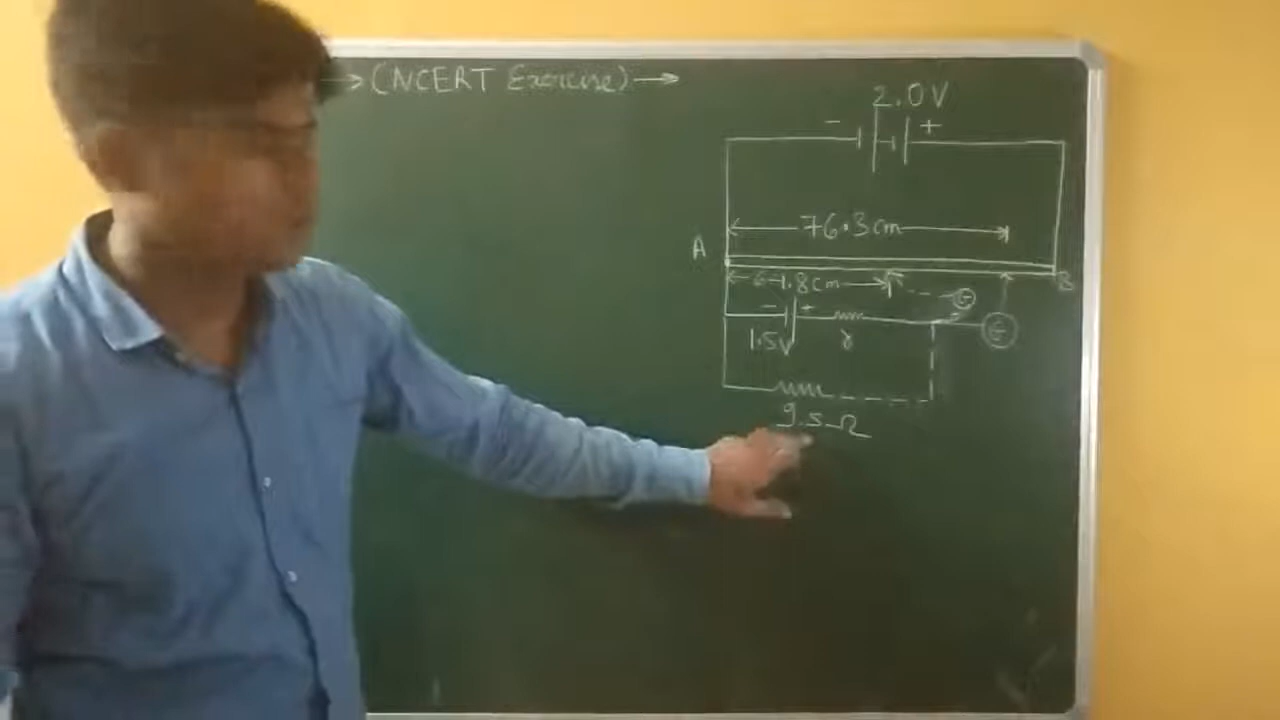 →(NCERT Exercise)→
2.0V
- +
76.3cm
A
64.8cm
B
- +
G
1.5V
r
G
9.5Ω